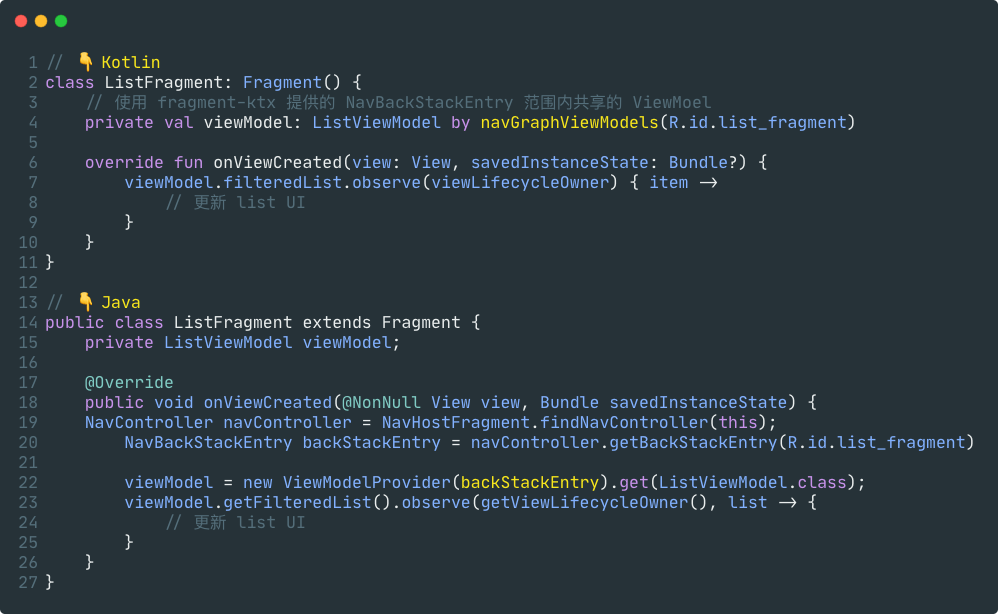 1 // 👇 Kotlin
2 class ListFragment: Fragment() {
3     // 使用 fragment-ktx 提供的 NavBackStackEntry 范围内共享的 ViewMoel
4     private val viewModel: ListViewModel by navGraphViewModels(R.id.list_fragment)
5
6     override fun onViewCreated(view: View, savedInstanceState: Bundle?) {
7         viewModel.filteredList.observe(viewLifecycleOwner) { item ->
8             // 更新 list UI
9         }
10     }
11 }
12
13 // 👇 Java
14 public class ListFragment extends Fragment {
15     private ListViewModel viewModel;
16
17     @Override
18     public void onViewCreated(@NonNull View view, Bundle savedInstanceState) {
19     NavController navController = NavHostFragment.findNavController(this);
20         NavBackStackEntry backStackEntry = navController.getBackStackEntry(R.id.list_fragment)
21
22         viewModel = new ViewModelProvider(backStackEntry).get(ListViewModel.class);
23         viewModel.getFilteredList().observe(getViewLifecycleOwner(), list -> {
24             // 更新 list UI
25         }
26     }
27 }